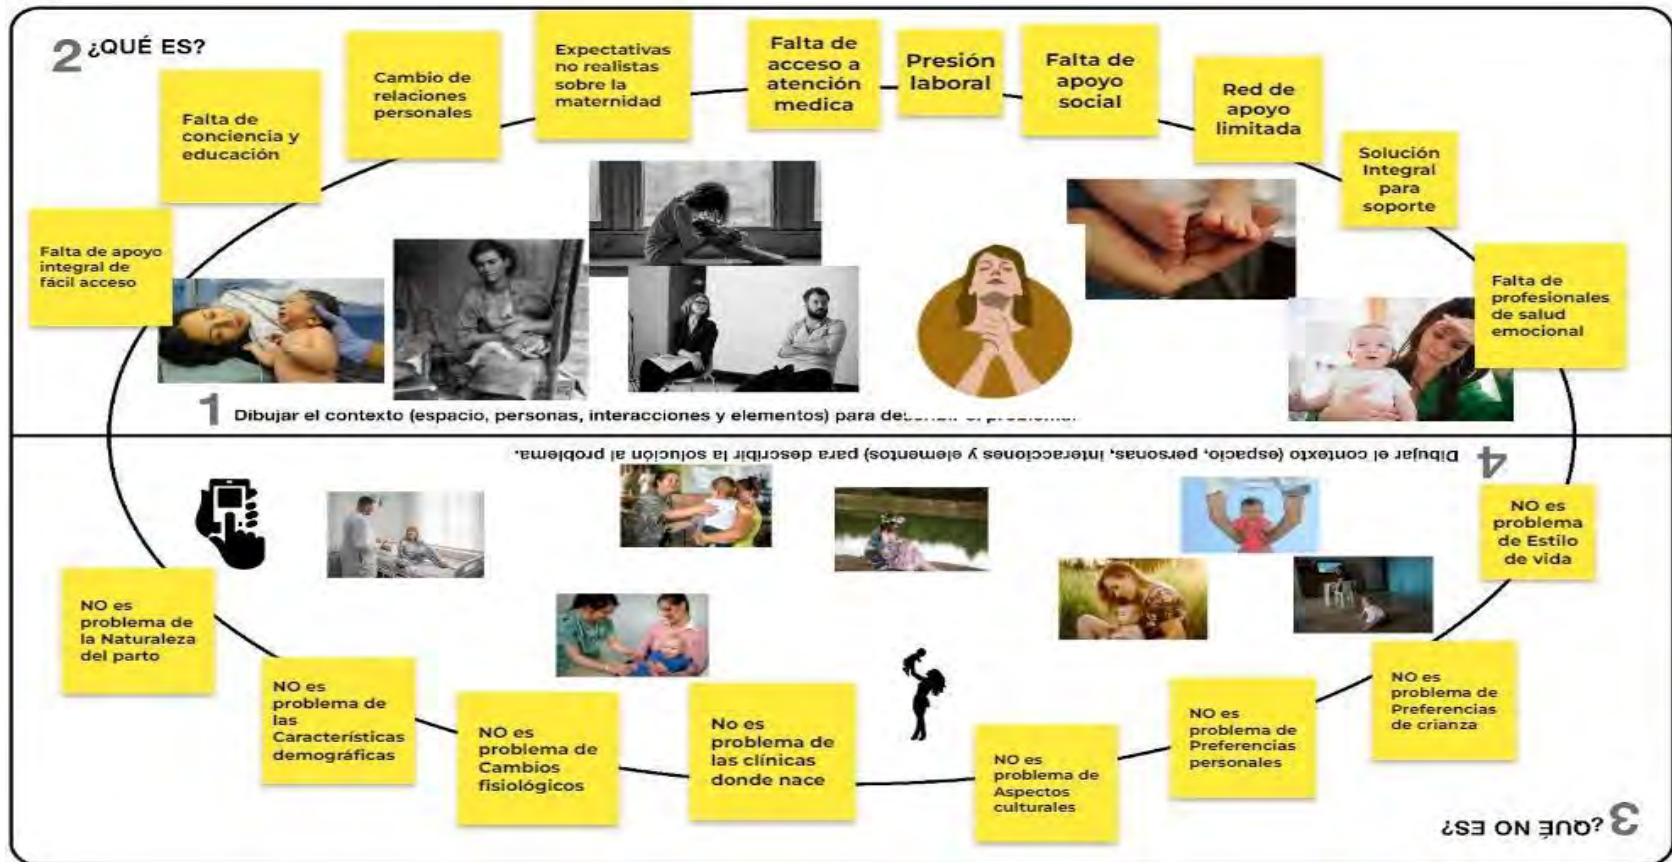 2 ¿QUÉ ES?
Falta de apoyo
integral de
fácil acceso
Falta de
conciencia y
educación
Cambio de
relaciones
personales
Expectativas
no realistas
sobre la
maternidad
Falta de
acceso a
atención
medica
Presión
laboral
Falta de
apoyo
social
Red de
apoyo
limitada
Solución
Integral
para
soporte
Falta de
profesionales
de salud
emocional
1 Dibujar el contexto (espacio, personas, interacciones y elementos) para
4 Dibujar el contexto (espacio, personas, interacciones y elementos) para describir la solución al problema.
NO es
problema de
la Naturaleza
del parto
NO es
problema de
las
Características
demográficas
NO es
problema de
Cambios
fisiológicos
No es
problema de
las clínicas
donde nace
NO es
problema de
Aspectos
culturales
NO es
problema de
Preferencias
personales
NO es
problema de
Preferencias
de crianza
NO es
problema
de Estilo
de vida
3 ¿QUÉ NO ES?